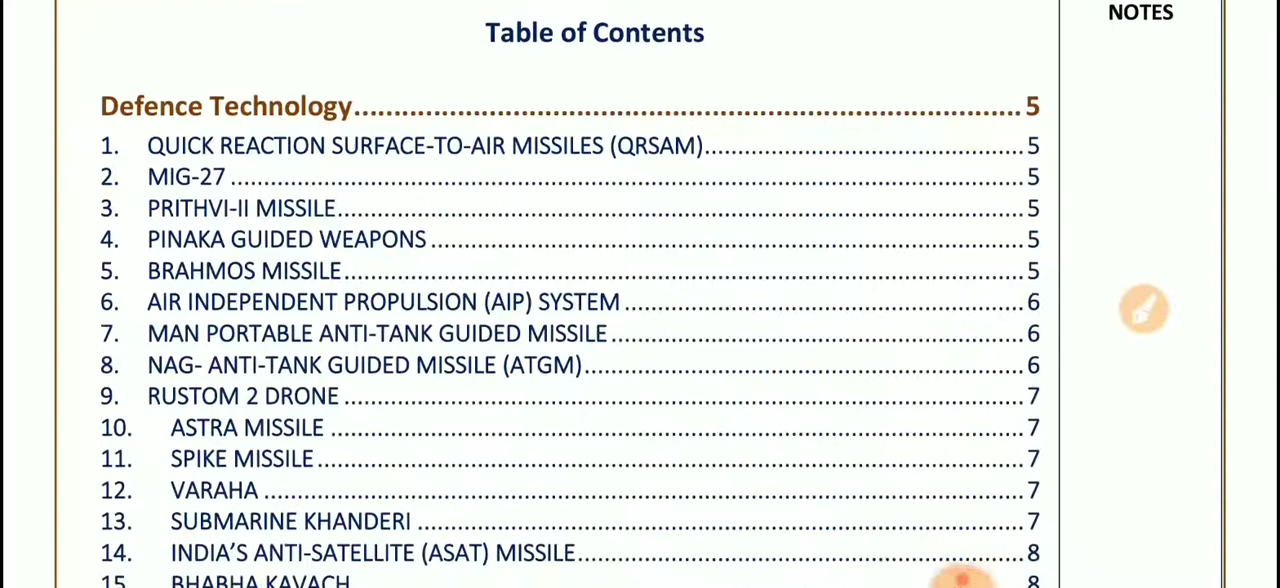 NOTES
Table of Contents
Defence Technology........................................................................................................ 5
1. QUICK REACTION SURFACE-TO-AIR MISSILES (QRSAM)........................................................ 5
2. MIG-27 ........................................................ 5
3. PRITHVI-II MISSILE........................................................ 5
4. PINAKA GUIDED WEAPONS ........................................................ 5
5. BRAHMOS MISSILE........................................................ 5
6. AIR INDEPENDENT PROPULSION (AIP) SYSTEM ........................................................ 6
7. MAN PORTABLE ANTI-TANK GUIDED MISSILE ........................................................ 6
8. NAG- ANTI-TANK GUIDED MISSILE (ATGM)........................................................ 6
9. RUSTOM 2 DRONE ........................................................ 7
10. ASTRA MISSILE ........................................................ 7
11. SPIKE MISSILE ........................................................ 7
12. VARAHA ........................................................ 7
13. SUBMARINE KHANDERI ........................................................ 7
14. INDIA'S ANTI-SATELLITE (ASAT) MISSILE........................................................ 8
15. BHABHA KAVACH ........................................................ 8